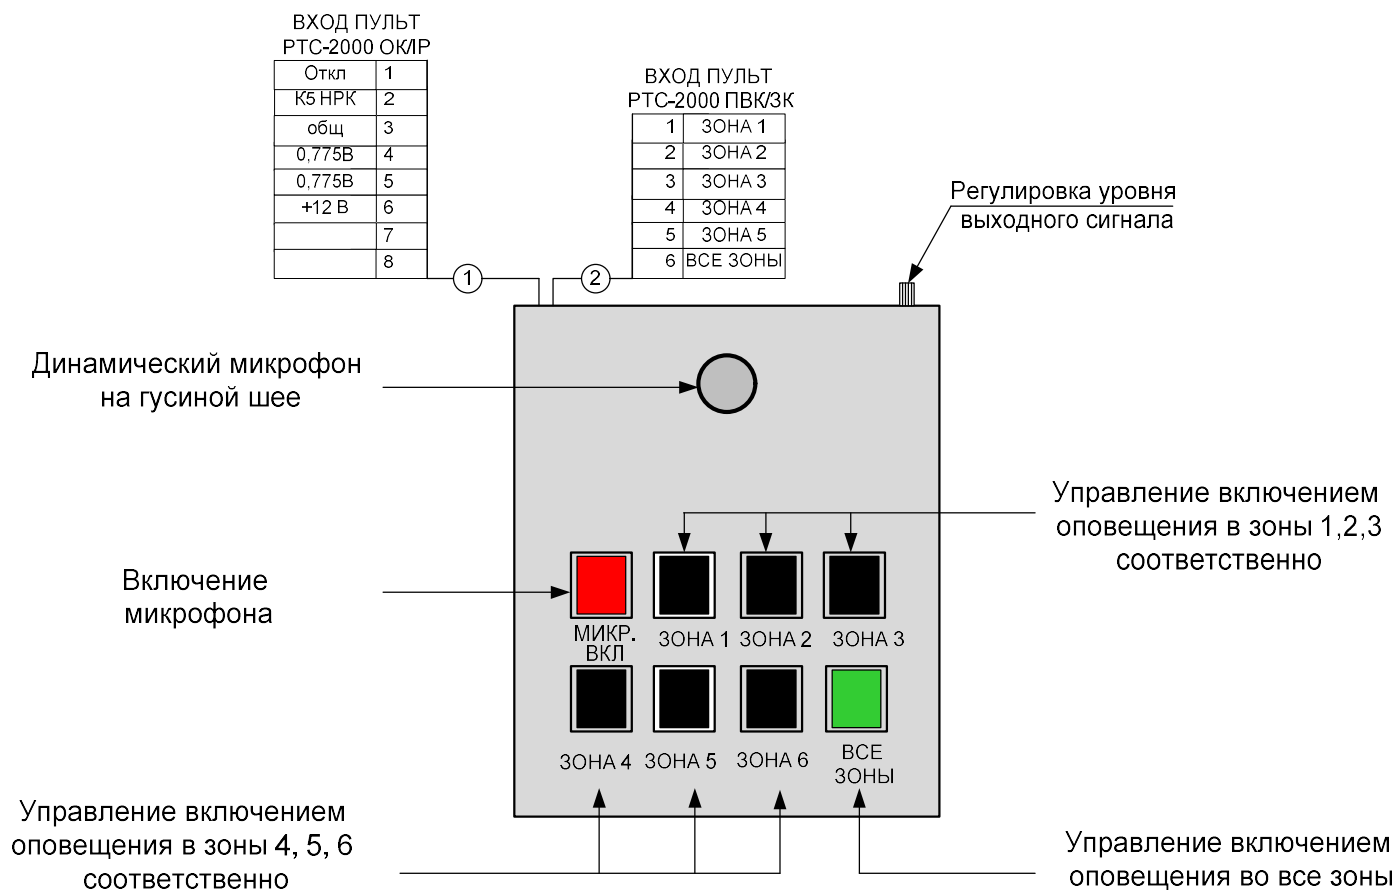 ВХОД ПУЛЬТ
РТС-2000 ОК/IP
Откл 1
К5 НРК 2
общ 3
0,775В 4
0,775В 5
+12 В 6
7
8
1
ВХОД ПУЛЬТ
РТС-2000 ПВК/ЗК
1 ЗОНА 1
2 ЗОНА 2
3 ЗОНА 3
4 ЗОНА 4
5 ЗОНА 5
6 ВСЕ ЗОНЫ
2
Регулировка уровня
выходного сигнала
Динамический микрофон
на гусиной шее
Управление включением
оповещения в зоны 1,2,3
соответственно
Включение
микрофона
МИКР.
ВКЛ
ЗОНА 1
ЗОНА 2
ЗОНА 3
ЗОНА 4
ЗОНА 5
ЗОНА 6
ВСЕ
ЗОНЫ
Управление включением
оповещения в зоны 4, 5, 6
соответственно
Управление включением
оповещения во все зоны